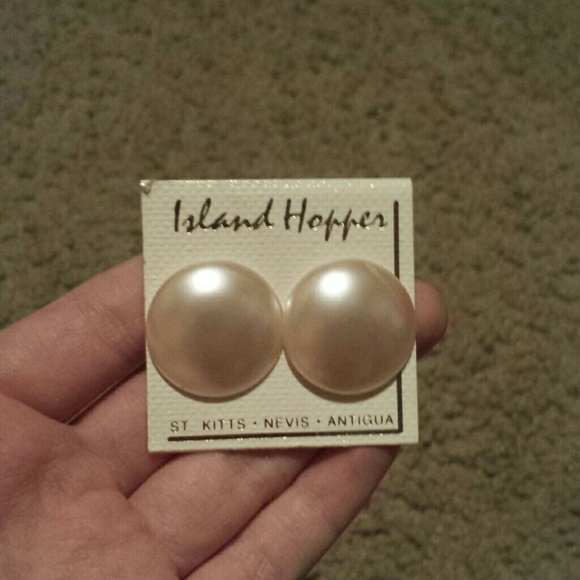 Island Hopper
ST KITTS · NEVIS · ANTIGUA